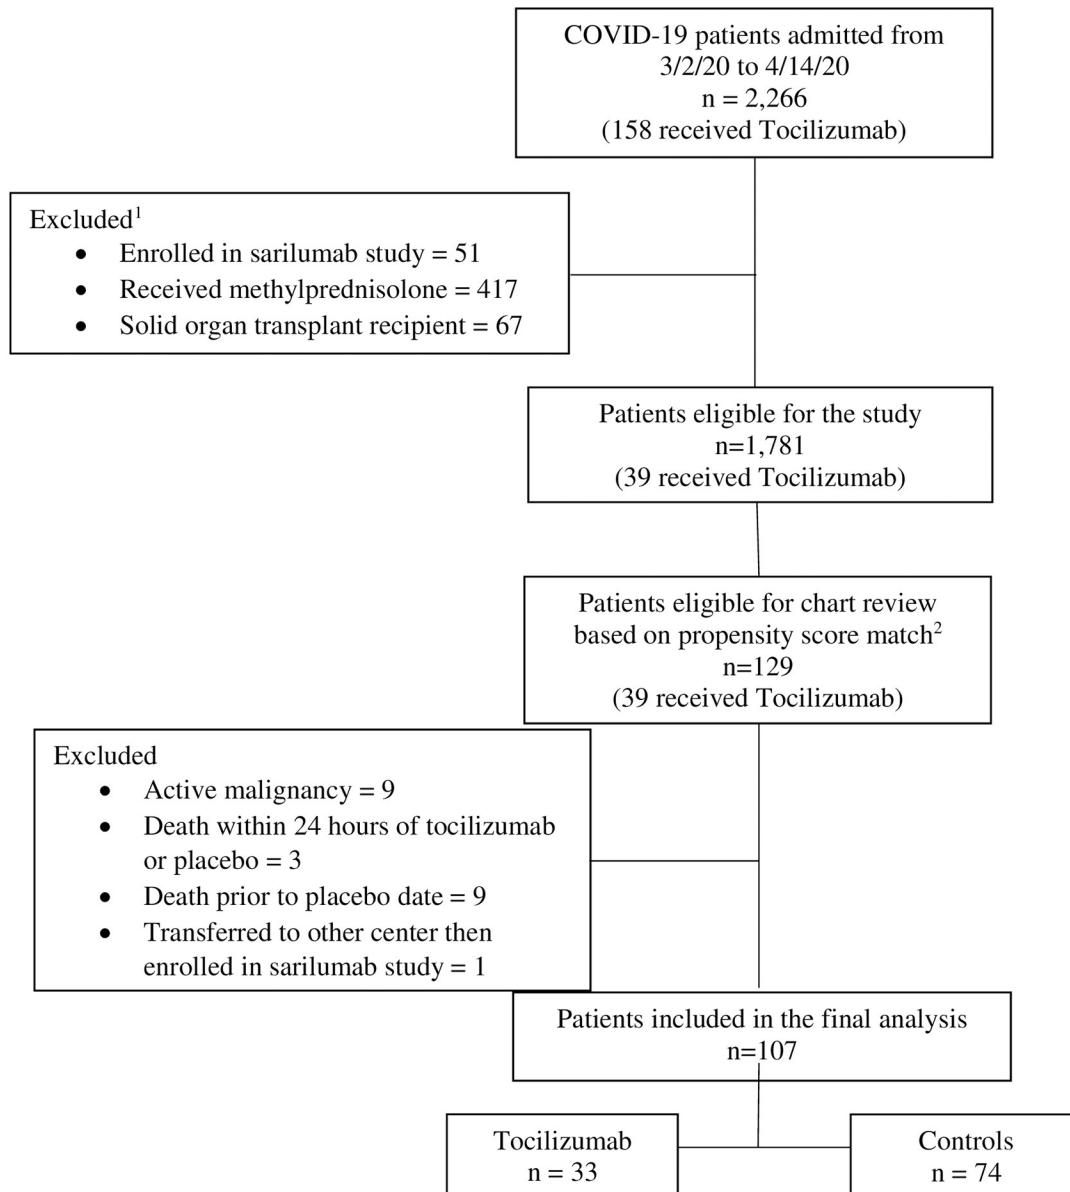 COVID-19 patients admitted from
3/2/20 to 4/14/20
n = 2,266
(158 received Tocilizumab)
Excluded¹
• Enrolled in sarilumab study = 51
• Received methylprednisolone = 417
• Solid organ transplant recipient = 67
Patients eligible for the study
n=1,781
(39 received Tocilizumab)
Patients eligible for chart review
based on propensity score match²
n=129
(39 received Tocilizumab)
Excluded
• Active malignancy = 9
• Death within 24 hours of tocilizumab
or placebo = 3
• Death prior to placebo date = 9
• Transferred to other center then
enrolled in sarilumab study = 1
Patients included in the final analysis
n=107
Tocilizumab
n = 33
Controls
n = 74